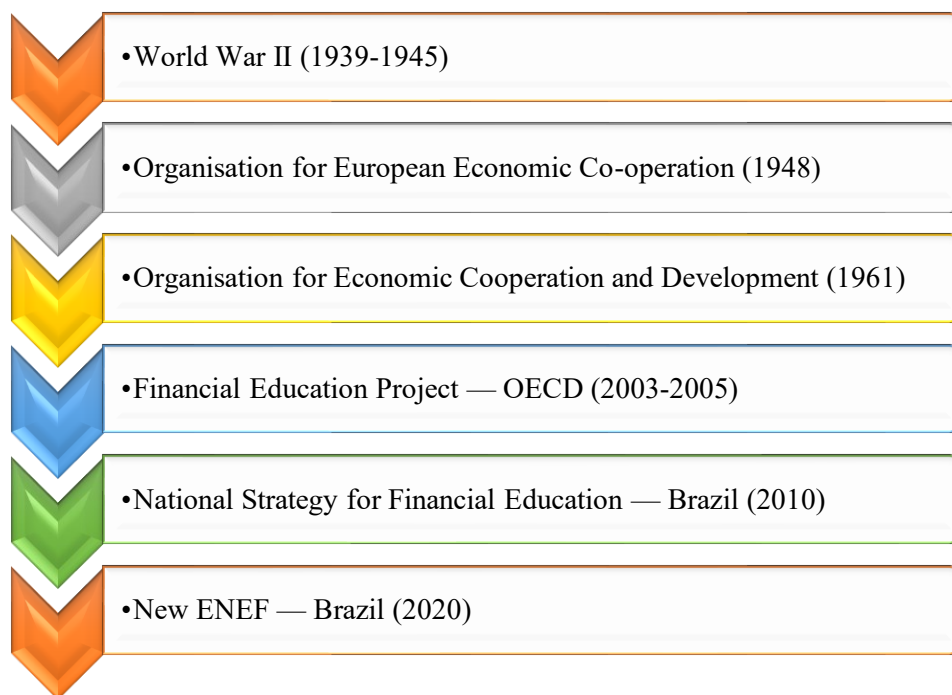 •World War II (1939-1945)
•Organisation for European Economic Co-operation (1948)
•Organisation for Economic Cooperation and Development (1961)
•Financial Education Project — OECD (2003-2005)
•National Strategy for Financial Education — Brazil (2010)
•New ENEF — Brazil (2020)